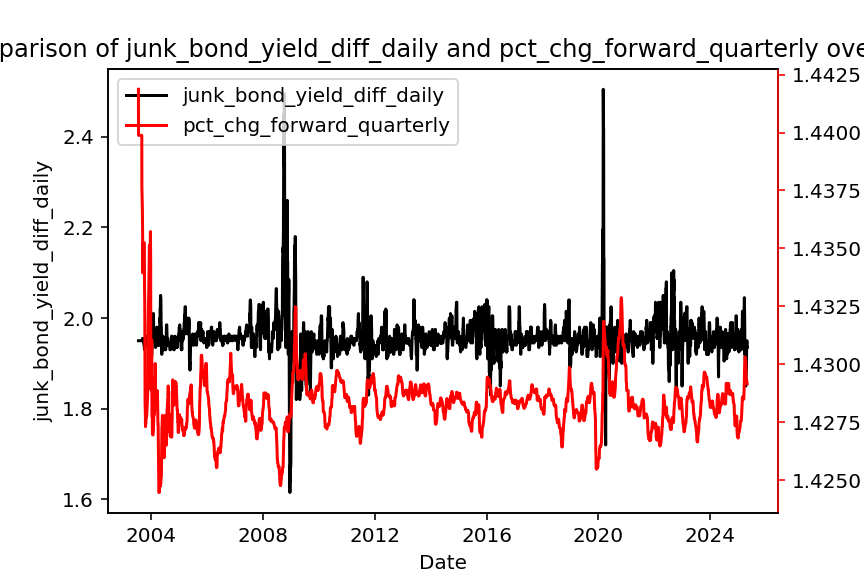 parison of junk_bond_yield_diff_daily and pct_chg_forward_quarterly ove
junk_bond_yield_diff_daily
pct_chg_forward_quarterly
junk_bond_yield_diff_daily
2.4
2.2
2.0
1.8
1.6
1.4425
1.4400
1.4375
1.4350
1.4325
1.4300
1.4275
1.4250
2004 2008 2012 2016 2020 2024
Date